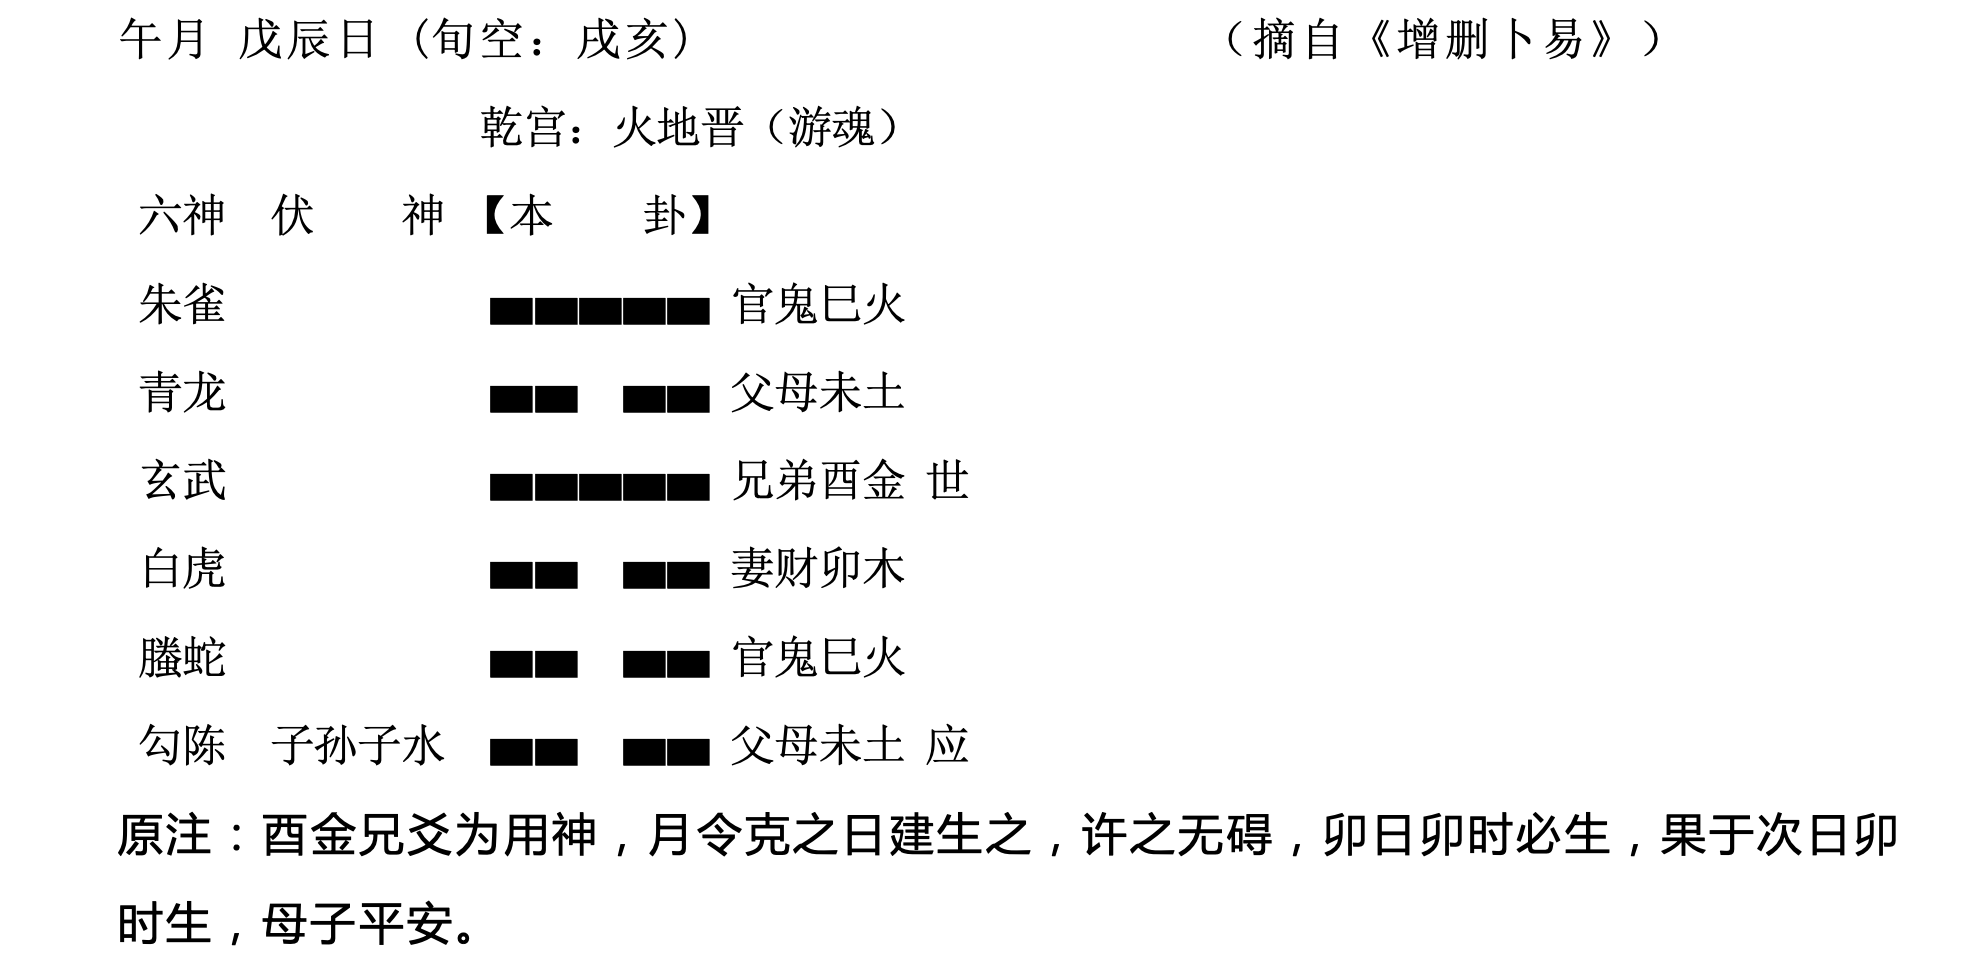 午月 戊辰日 (旬空：戌亥) （摘自《增删卜易》）
乾宫：火地晋（游魂）
六神 伏 神 【本 卦】
朱雀 官鬼巳火
青龙 父母未土
玄武 兄弟酉金 世
白虎 妻财卯木
螣蛇 官鬼巳火
勾陈 子孙子水 父母未土 应
原注：酉金兄爻为用神，月令克之日建生之，许之无碍，卯日卯时必生，果于次日卯
时生，母子平安。